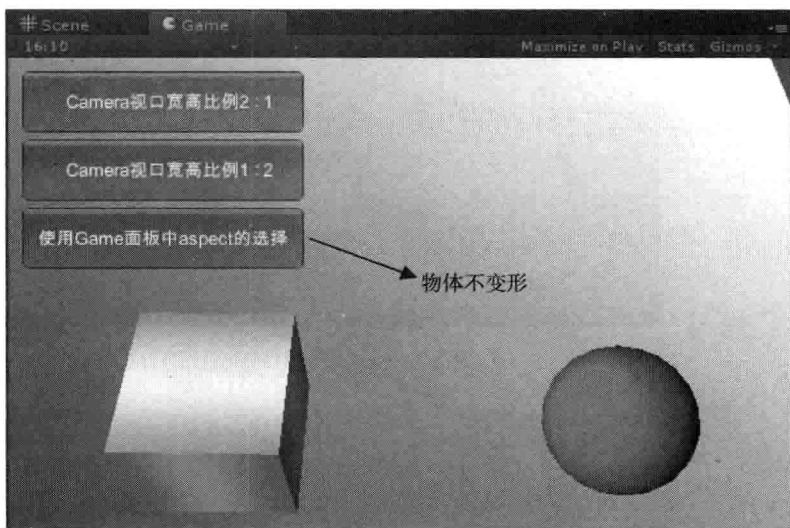 Scene
Game
16:10
Maximize on Play Stats Gizmos
Camera视口宽高比例2:1
Camera视口宽高比例1:2
使用Game面板中aspect的选择
物体不变形